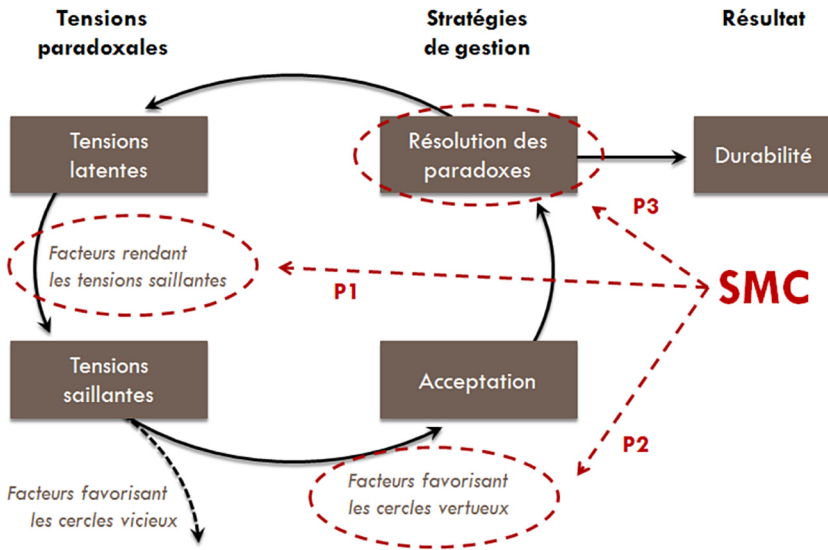 Tensions
paradoxales
Stratégies
de gestion
Résultat
Tensions
latentes
Résolution des
paradoxes
Durabilité
P3
Facteurs rendant
les tensions saillantes
P1
SMC
Tensions
saillantes
Acceptation
P2
Facteurs favorisant
les cercles vicieux
Facteurs favorisant
les cercles vertueux